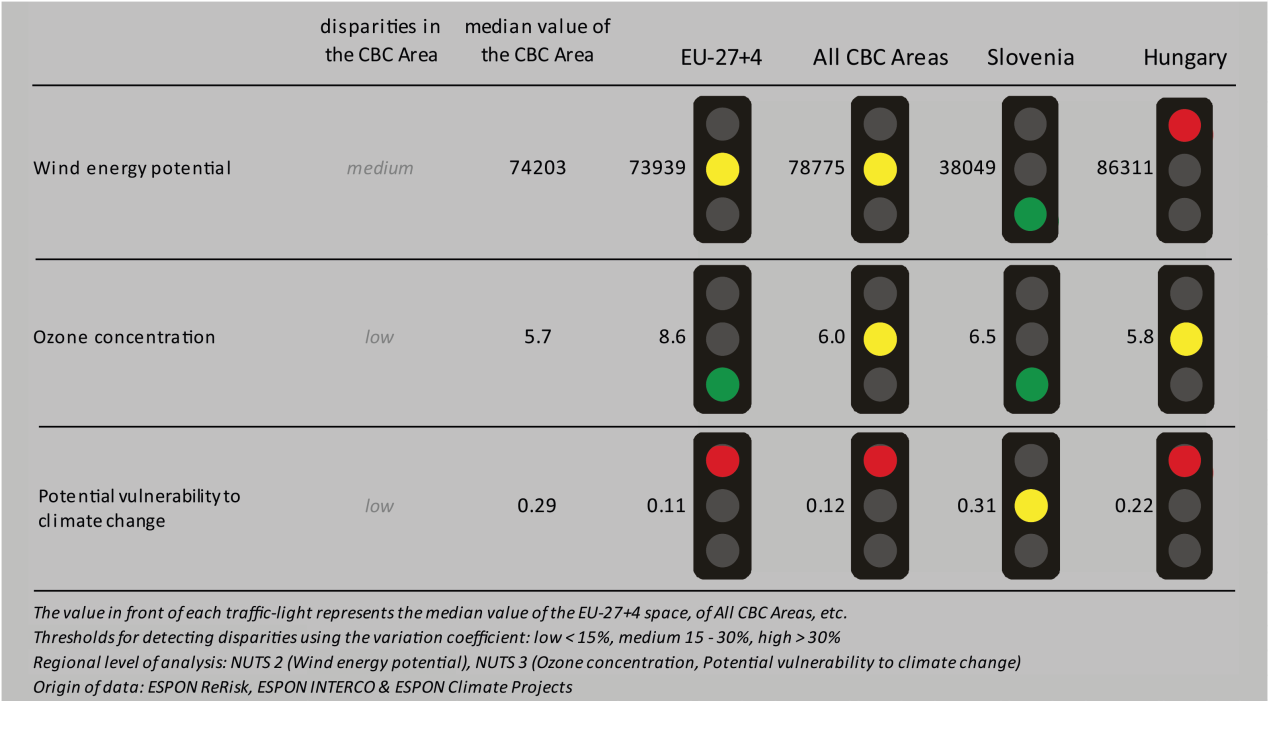 disparities in
the CBC Area
median value of
the CBC Area
EU-27+4
All CBC Areas
Slovenia
Hungary
Wind energy potential
medium
74203
73939
78775
38049
86311
Ozone concentration
low
5.7
8.6
6.0
6.5
5.8
Potential vulnerability to
climate change
low
0.29
0.11
0.12
0.31
0.22
The value in front of each traffic-light represents the median value of the EU-27+4 space, of All CBC Areas, etc.
Thresholds for detecting disparities using the variation coefficient: low < 15%, medium 15 - 30%, high > 30%
Regional level of analysis: NUTS 2 (Wind energy potential), NUTS 3 (Ozone concentration, Potential vulnerability to climate change)
Origin of data: ESPON ReRisk, ESPON INTERCO & ESPON Climate Projects